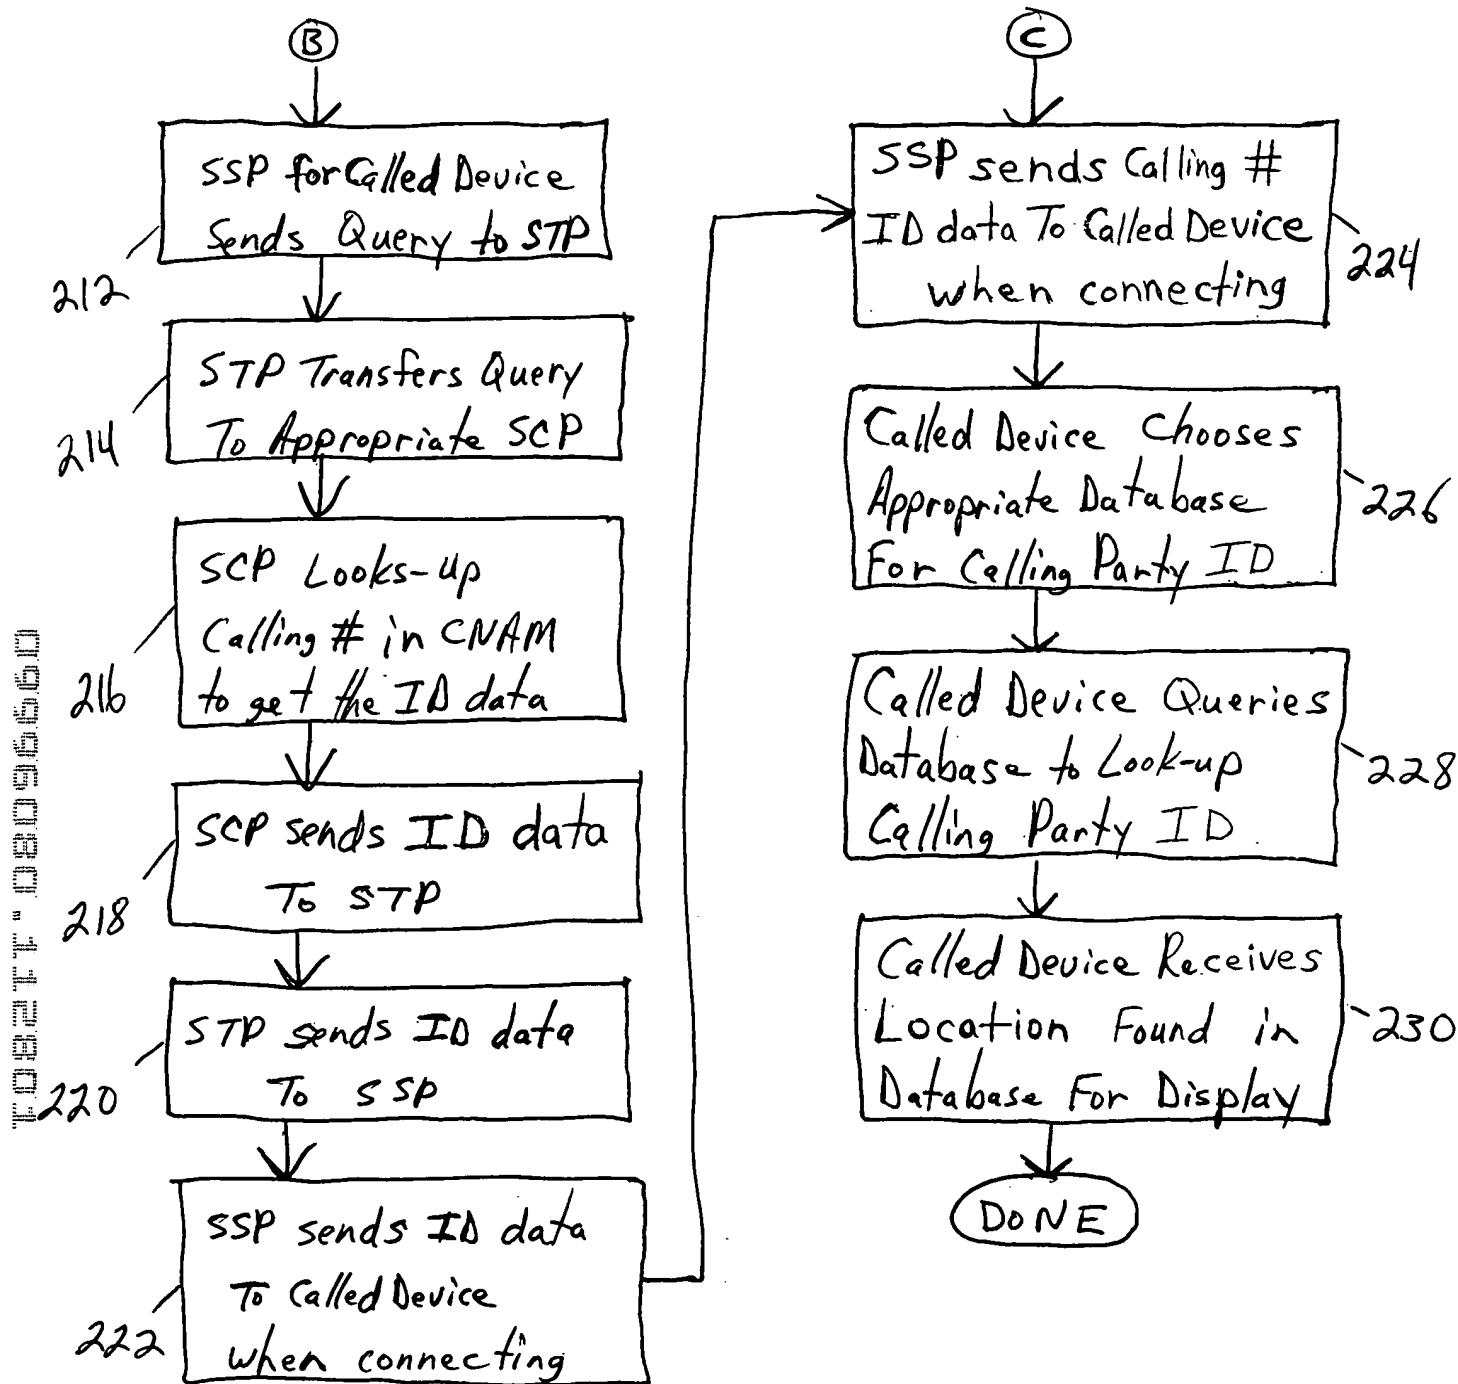 B
SSP for Called Device
Sends Query to STP
212
STP Transfers Query
To Appropriate SCP
214
SCP Looks-up
Calling # in CNAM
to get the ID data
216
SCP sends ID data
To STP
218
STP sends ID data
To SSP
220
SSP sends ID data
To Called Device
when connecting
222
C
SSP sends Calling #
ID data To Called Device
when connecting
224
Called Device Chooses
Appropriate Database
For Calling Party ID
226
Called Device Queries
Database to Look-up
Calling Party ID
228
Called Device Receives
Location Found in
Database For Display
230
DONE
09996080.112801